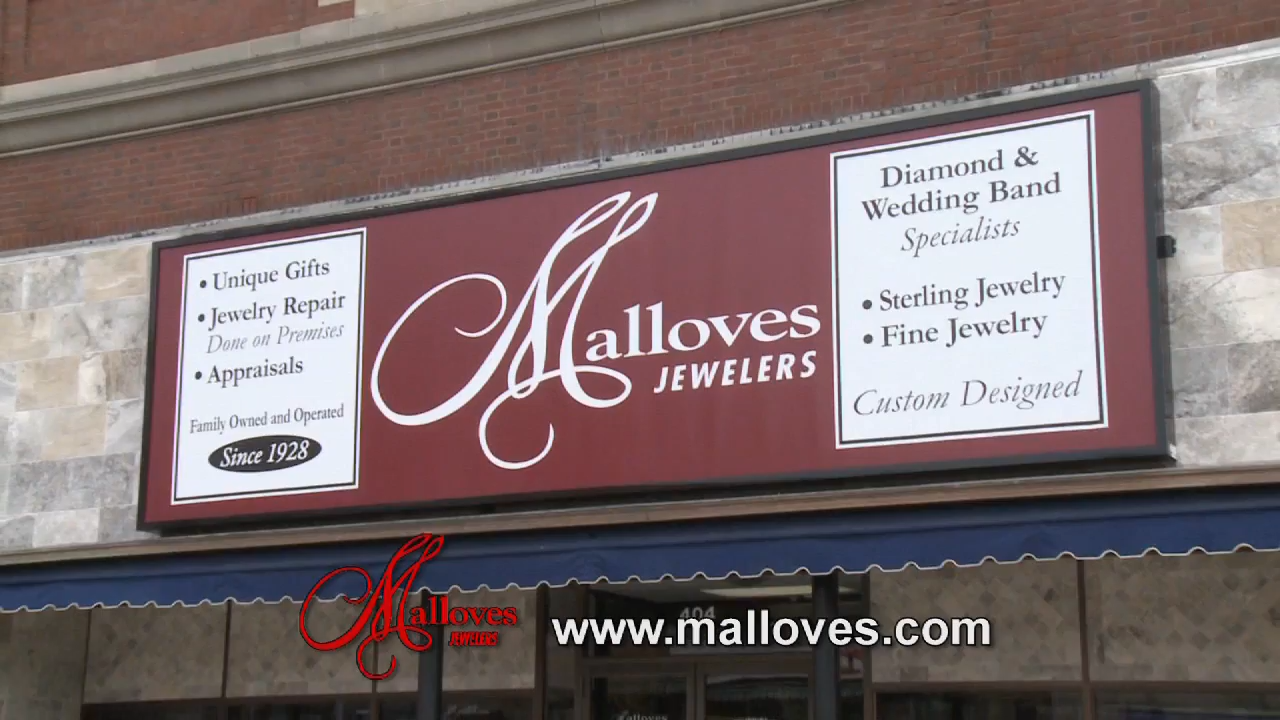 • Unique Gifts
• Jewelry Repair
Done on Premises
• Appraisals
Family Owned and Operated
Since 1928
Malloves
JEWELERS
Diamond &
Wedding Band
Specialists
• Sterling Jewelry
• Fine Jewelry
Custom Designed
404
Malloves
JEWELERS
www.malloves.com
Malloves